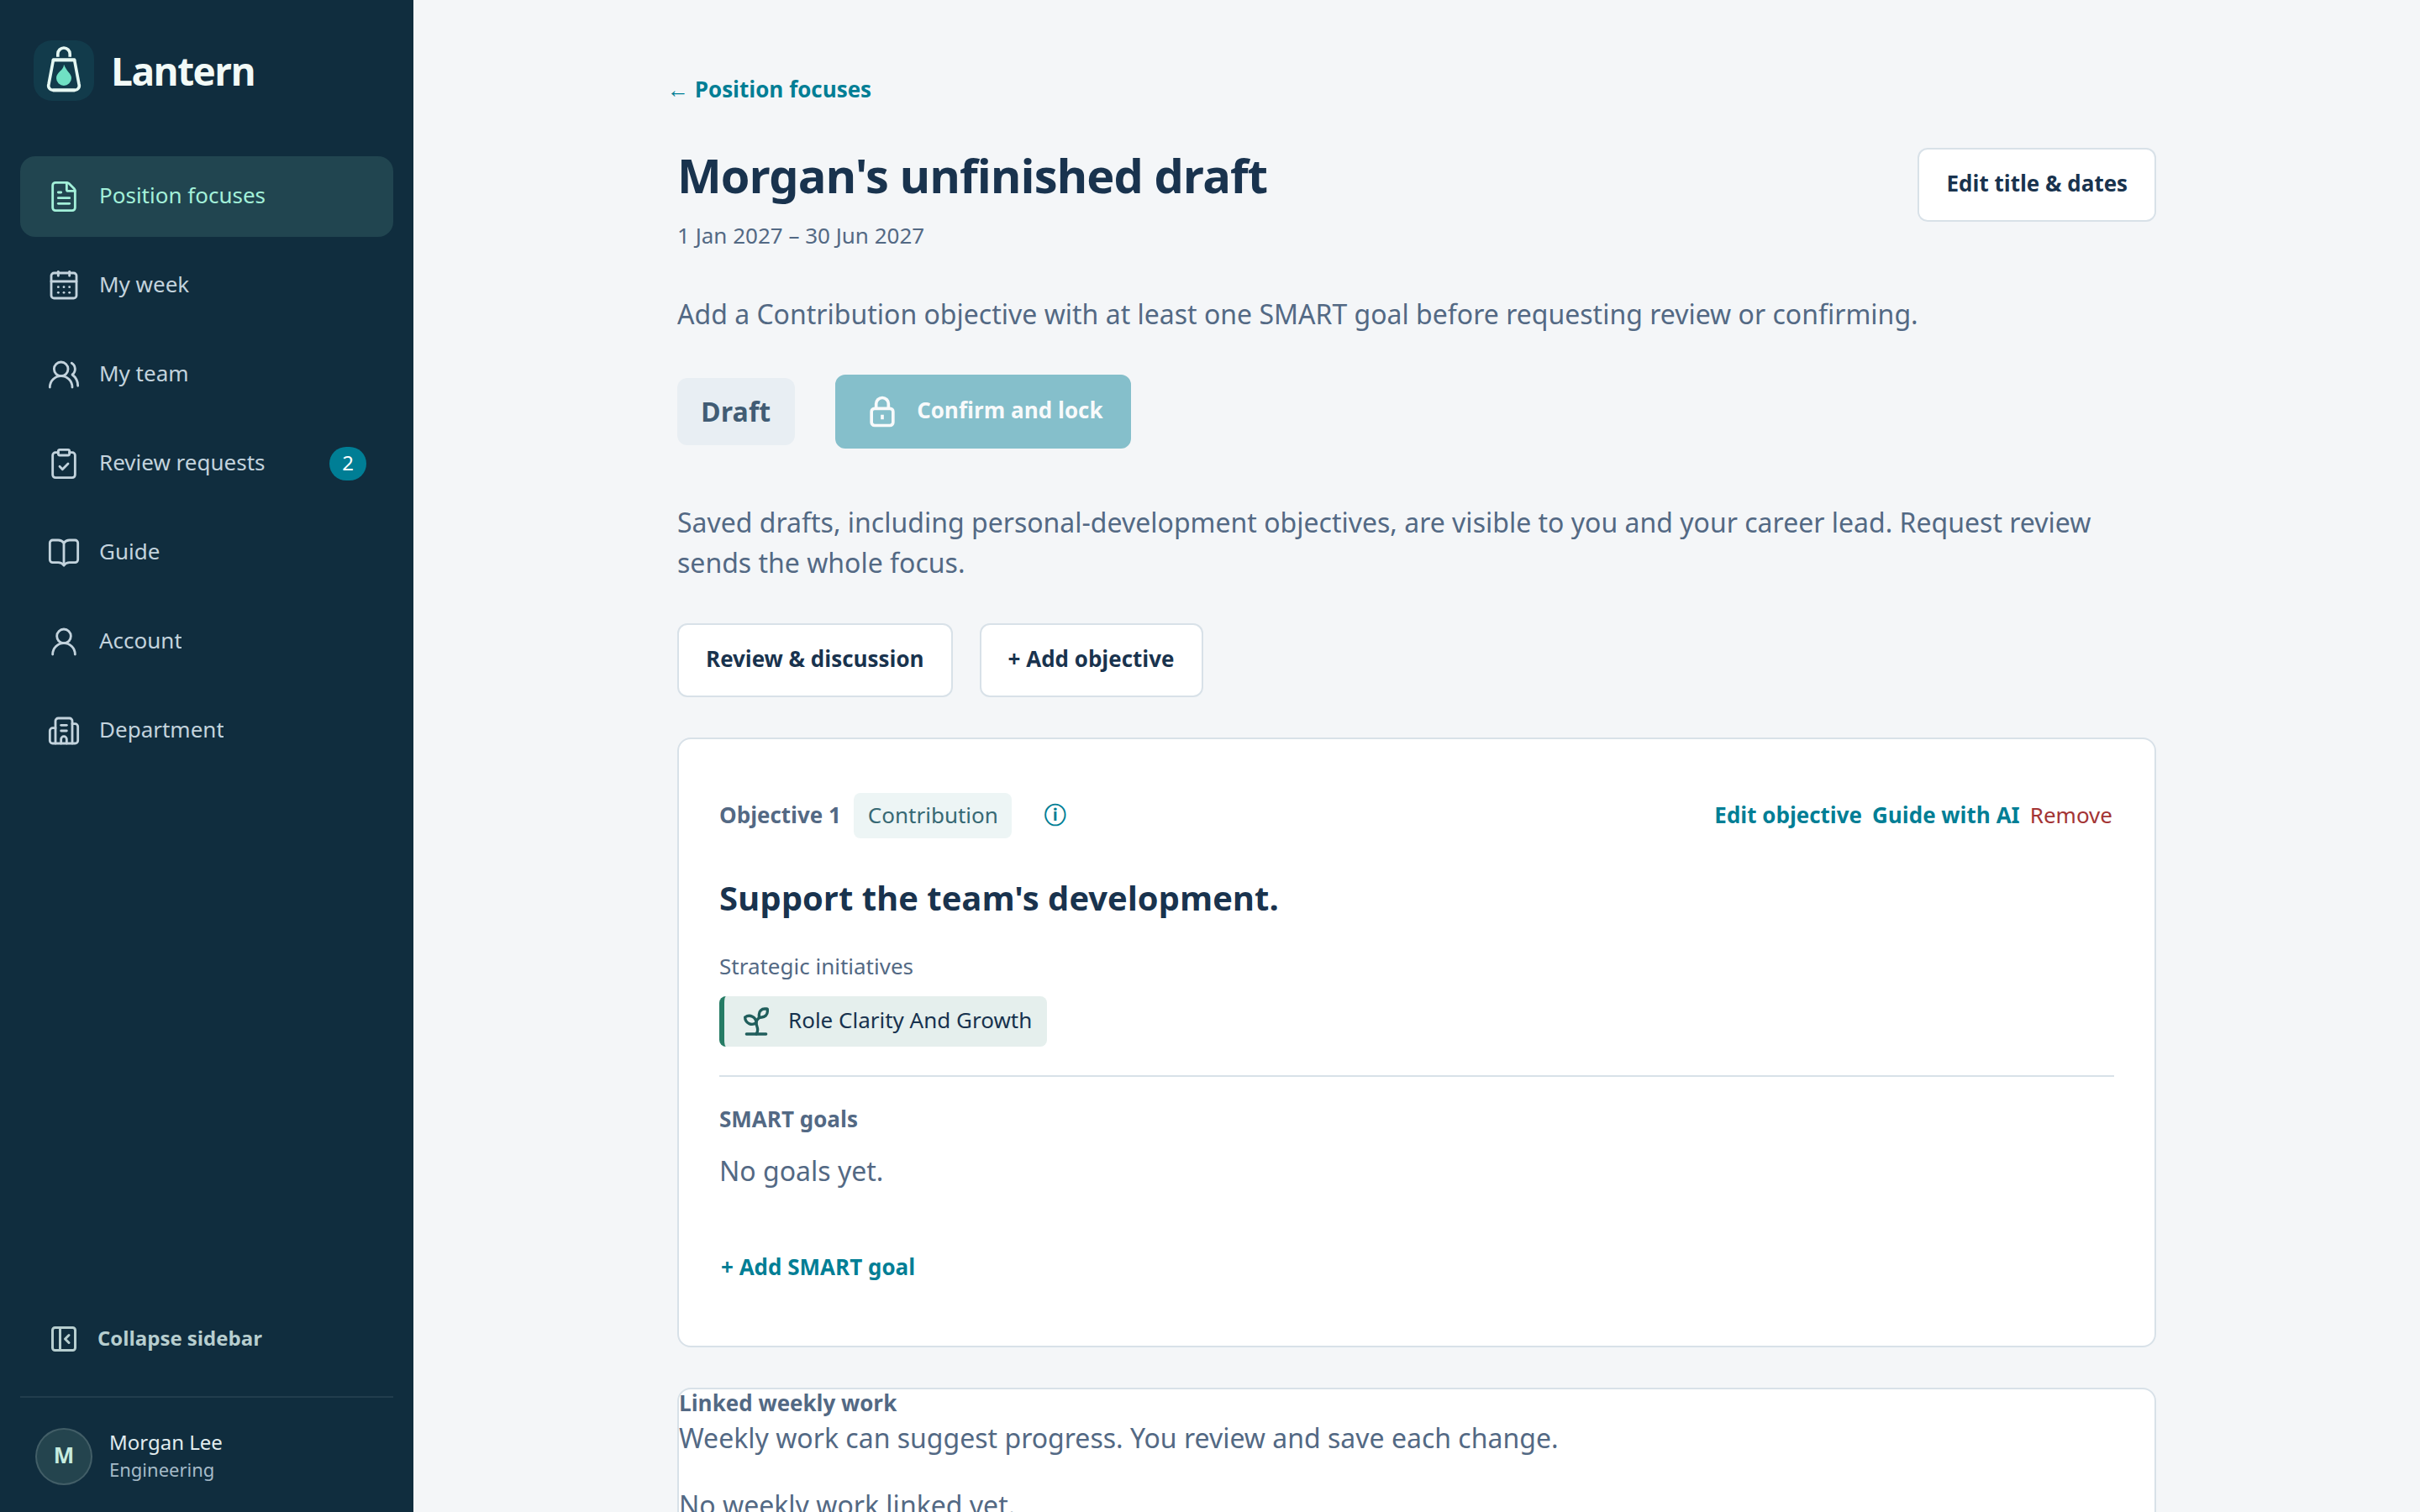 Lantern
Position focuses
My week
My team
Review requests
2
Guide
Account
Department
Collapse sidebar
M
Morgan Lee
Engineering
← Position focuses
Morgan's unfinished draft
Edit title & dates
1 Jan 2027 – 30 Jun 2027
Add a Contribution objective with at least one SMART goal before requesting review or confirming.
Draft
Confirm and lock
Saved drafts, including personal-development objectives, are visible to you and your career lead. Request review
sends the whole focus.
Review & discussion
+ Add objective
Objective 1
Contribution
Edit objective
Guide with AI
Remove
Support the team's development.
Strategic initiatives
Role Clarity And Growth
SMART goals
No goals yet.
+ Add SMART goal
Linked weekly work
Weekly work can suggest progress. You review and save each change.
No weekly work linked yet.